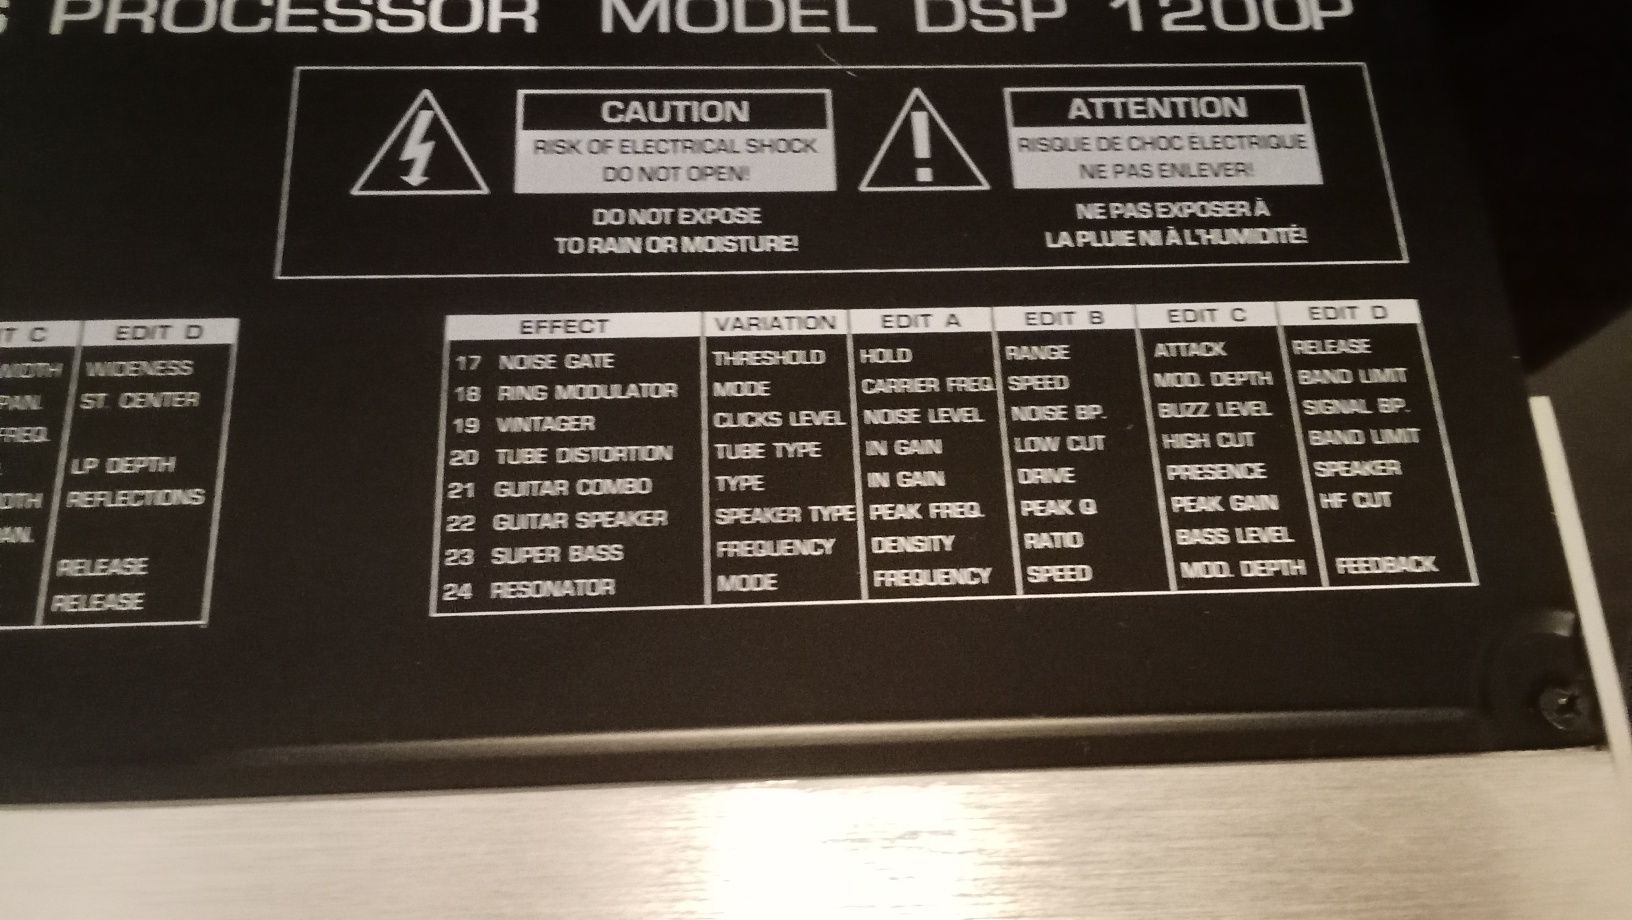 PROCESSOR MODEL DSP 1200P
CAUTION
RISK OF ELECTRICAL SHOCK
DO NOT OPEN!
DO NOT EXPOSE
TO RAIN OR MOISTURE!
ATTENTION
RISQUE DE CHOC ÉLECTRIQUE
NE PAS ENLEVER!
NE PAS EXPOSER À
LA PLUIE NI À L'HUMIDITÉ!
C EDIT D
WIDTH WIDENESS
PAN. ST. CENTER
FREQ.
LP DEPTH
REFLECTIONS
RELEASE
RELEASE
EFFECT VARIATION EDIT A EDIT B EDIT C EDIT D
17 NOISE GATE THRESHOLD HOLD RANGE ATTACK RELEASE
18 RING MODULATOR MODE CARRIER FREQ. SPEED MOD. DEPTH BAND LIMIT
19 VINTAGER CLICKS LEVEL NOISE LEVEL NOISE BP. BUZZ LEVEL SIGNAL BP.
20 TUBE DISTORTION TUBE TYPE IN GAIN LOW CUT HIGH CUT BAND LIMIT
21 GUITAR COMBO TYPE IN GAIN DRIVE PRESENCE SPEAKER
22 GUITAR SPEAKER SPEAKER TYPE PEAK FREQ. PEAK Q PEAK GAIN HF CUT
23 SUPER BASS FREQUENCY DENSITY RATIO BASS LEVEL
24 RESONATOR MODE FREQUENCY SPEED MOD. DEPTH FEEDBACK